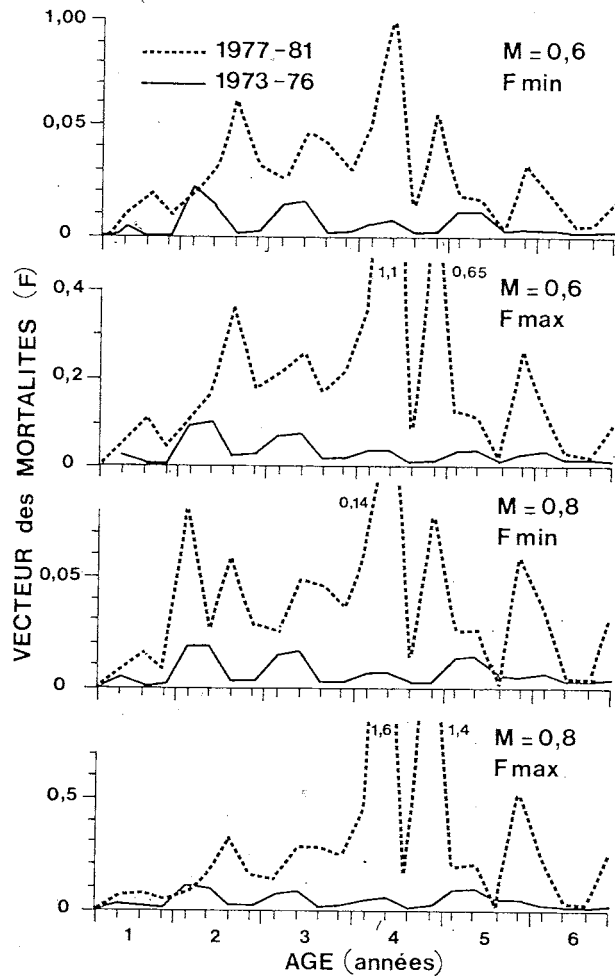 1,00
1977-81
M = 0,6
1973-76
F min
0,05
0
0,4
1,1
0,65
M = 0,6
F max
0,2
0
VECTEUR des MORTALITES (F)
0,14
M = 0,8
F min
0,05
0
1,6
1,4
M = 0,8
F max
0,5
0
1 2 3 4 5 6
AGE (années)